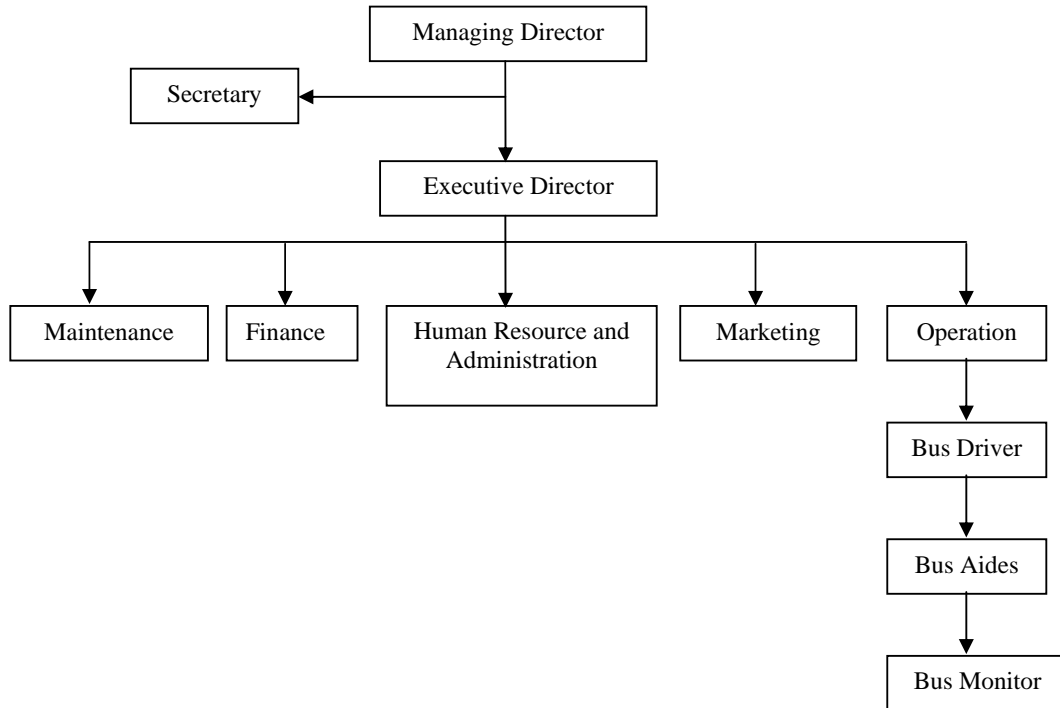 Managing Director
Secretary
Executive Director
Maintenance
Finance
Human Resource and
Administration
Marketing
Operation
Bus Driver
Bus Aides
Bus Monitor